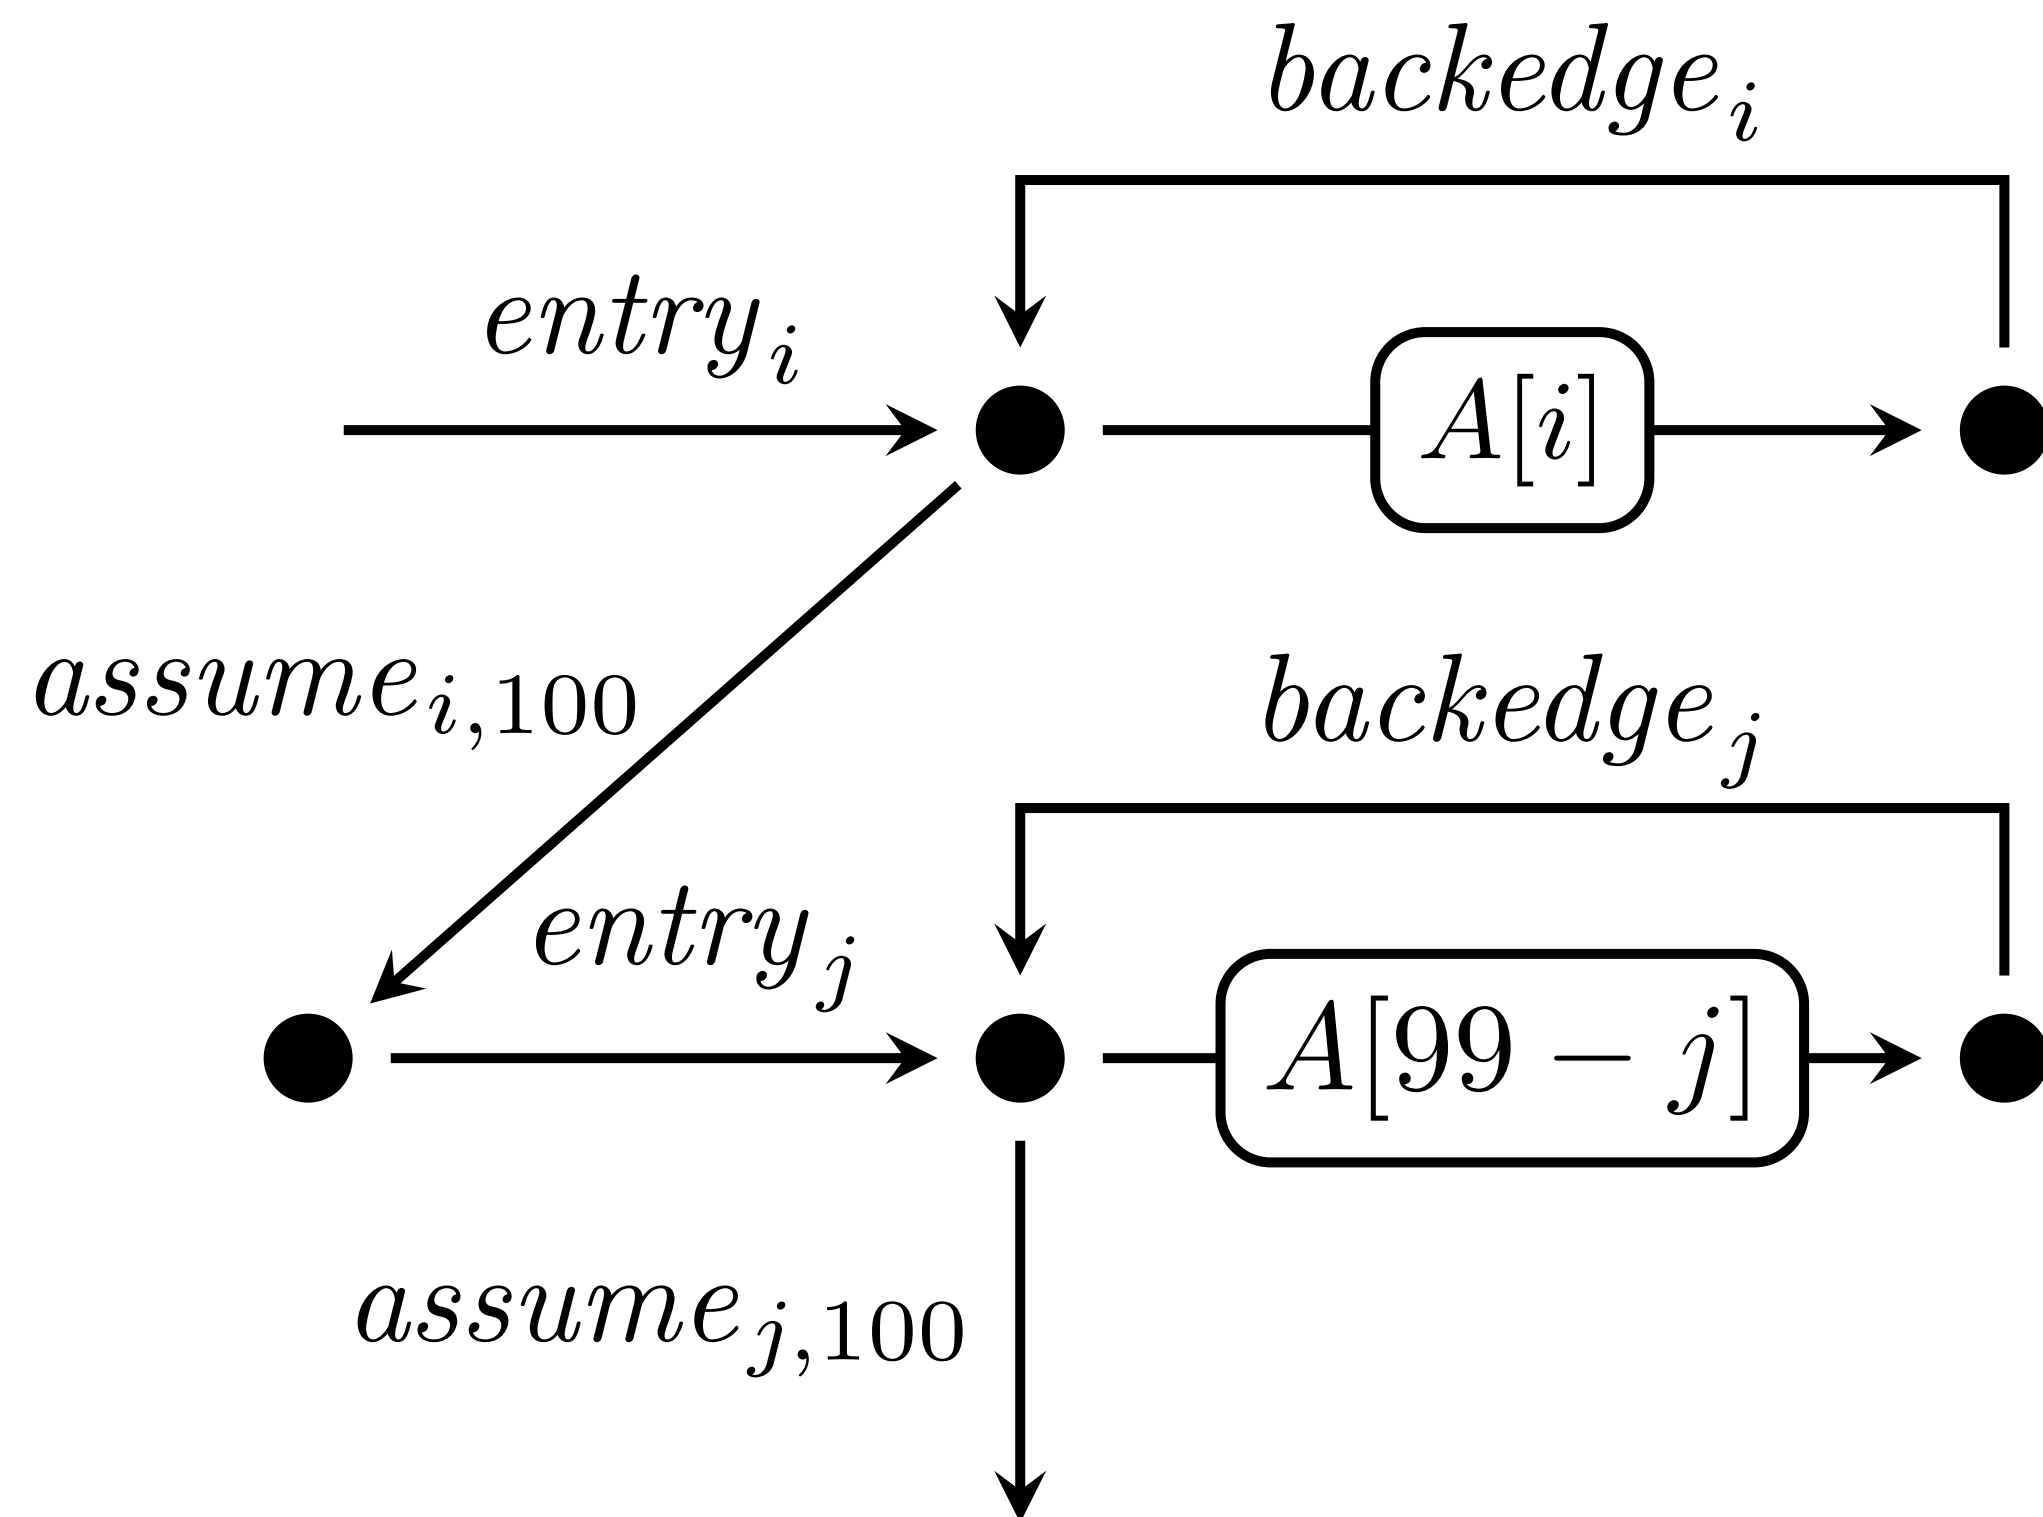 backedge_i
entry_i
A[i]
assume_{i,100}
backedge_j
entry_j
A[99 − j]
assume_{j,100}